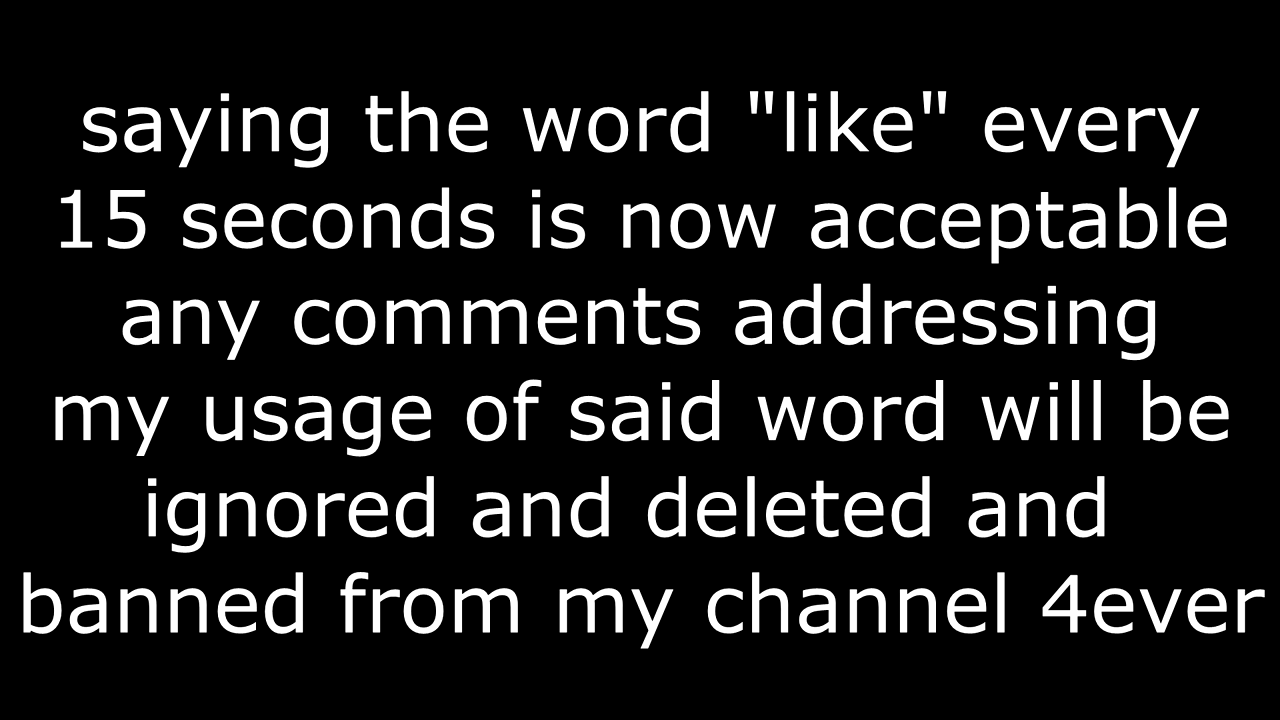 saying the word "like" every
15 seconds is now acceptable
any comments addressing
my usage of said word will be
ignored and deleted and
banned from my channel 4ever